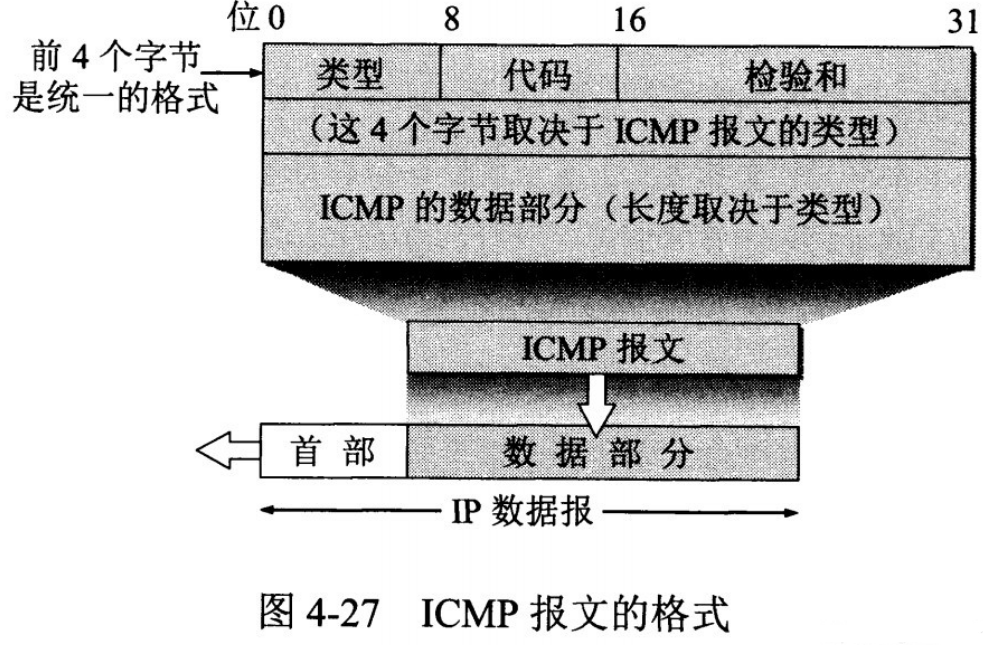 位 0 8 16 31
前 4 个字节
是统一的格式
类型 代码 检验和
（这 4 个字节取决于 ICMP 报文的类型）
ICMP 的数据部分（长度取决于类型）
ICMP 报文
首 部 数 据 部 分
IP 数据报
图 4-27 ICMP 报文的格式